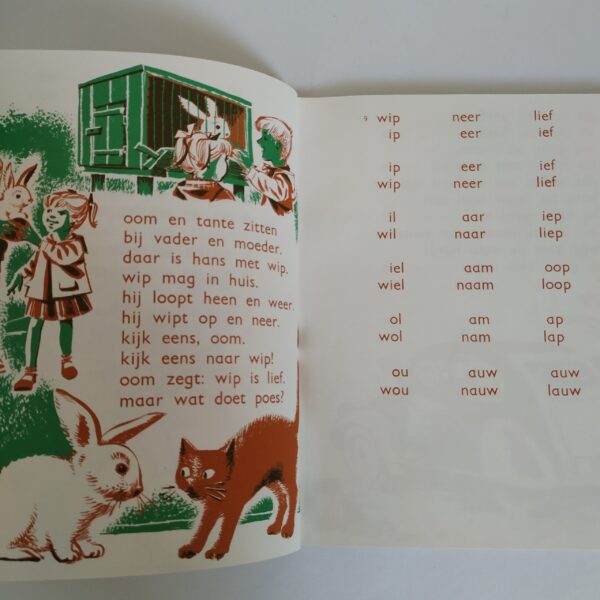 oom en tante zitten
bij vader en moeder.
daar is hans met wip.
wip mag in huis.
hij loopt heen en weer.
hij wipt op en neer.
kijk eens, oom.
kijk eens naar wip!
oom zegt: wip is lief.
maar wat doet poes?
9 wip neer lief
ip eer ief
ip eer ief
wip neer lief
il aar iep
wil naar liep
iel aam oop
wiel naam loop
ol am ap
wol nam lap
ou auw auw
wou nauw lauw